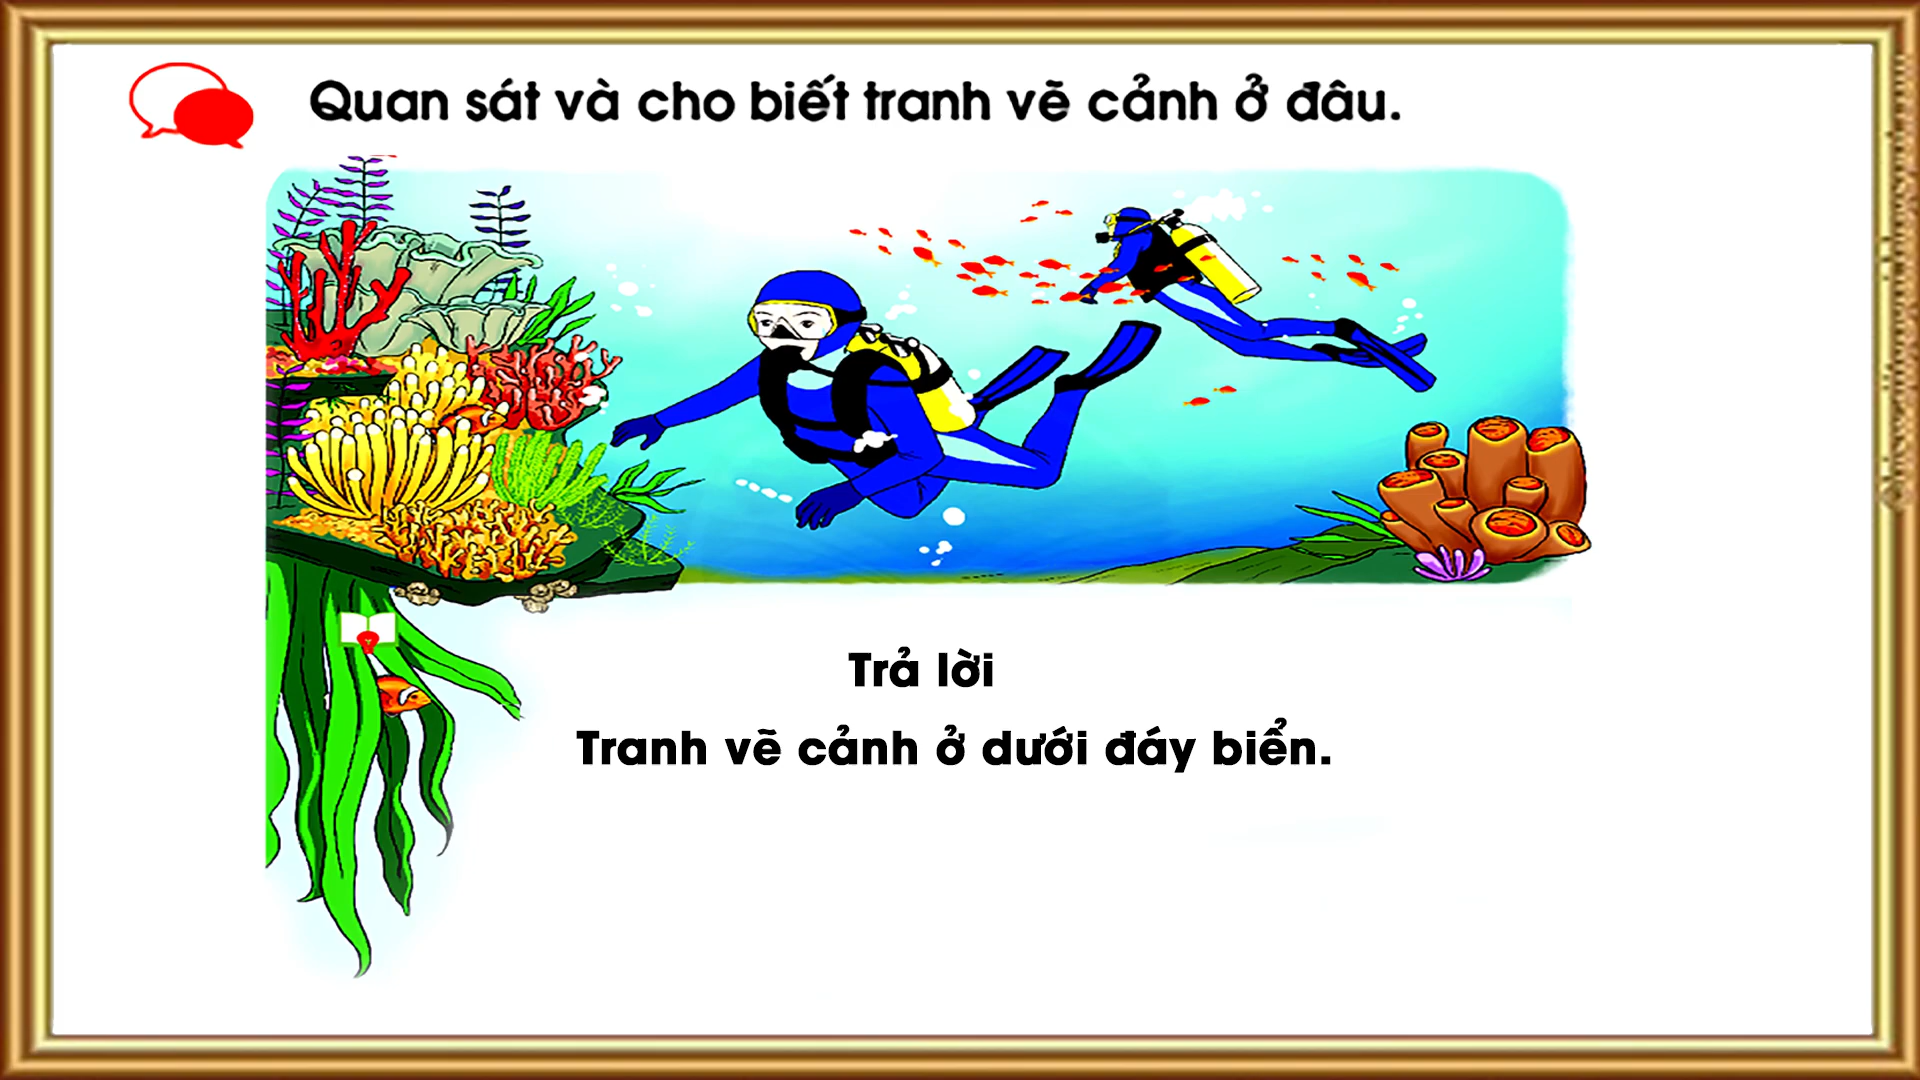 Quan sát và cho biết tranh vẽ cảnh ở đâu.
Trả lời
Tranh vẽ cảnh ở dưới đáy biển.